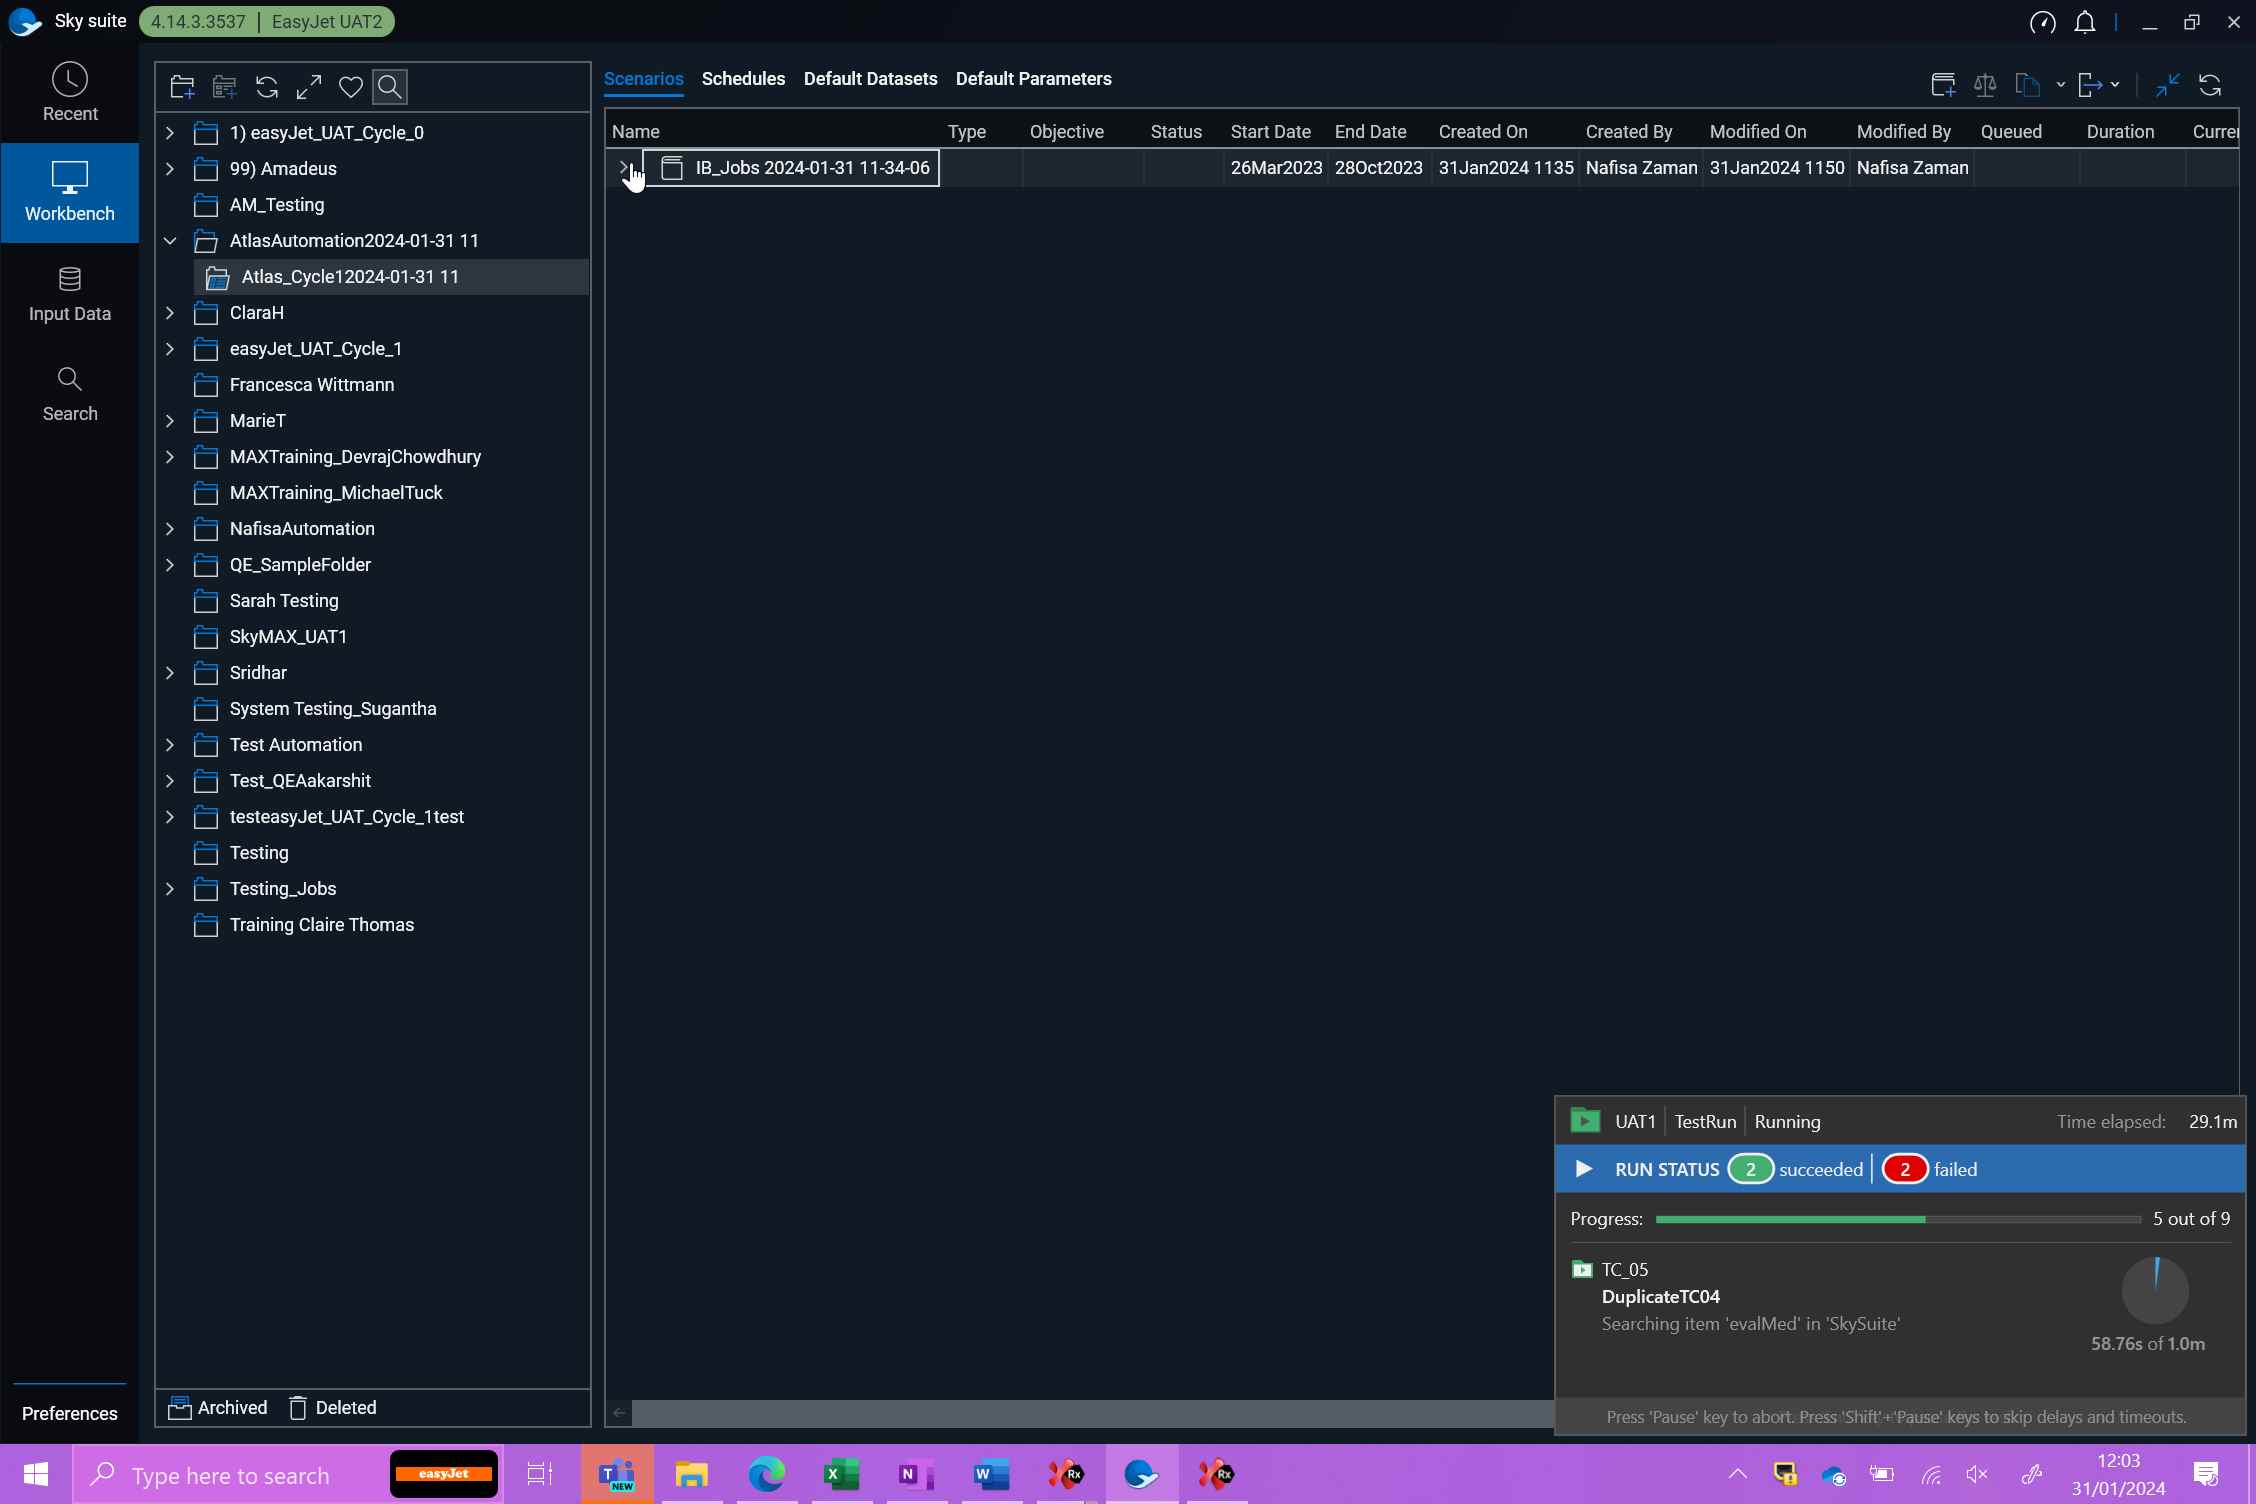 Sky suite 4.14.3.3537 | EasyJet UAT2
Recent
Workbench
Input Data
Search
Preferences
1) easyJet_UAT_Cycle_0
99) Amadeus
AM_Testing
AtlasAutomation2024-01-31 11
Atlas_Cycle12024-01-31 11
ClaraH
easyJet_UAT_Cycle_1
Francesca Wittmann
MarieT
MAXTraining_DevrajChowdhury
MAXTraining_MichaelTuck
NafisaAutomation
QE_SampleFolder
Sarah Testing
SkyMAX_UAT1
Sridhar
System Testing_Sugantha
Test Automation
Test_QEAakarshit
testeasyJet_UAT_Cycle_1test
Testing
Testing_Jobs
Training Claire Thomas
Archived Deleted
Scenarios Schedules Default Datasets Default Parameters
Name Type Objective Status Start Date End Date Created On Created By Modified On Modified By Queued Duration Currer
IB_Jobs 2024-01-31 11-34-06 26Mar2023 28Oct2023 31Jan2024 1135 Nafisa Zaman 31Jan2024 1150 Nafisa Zaman
UAT1 | TestRun | Running Time elapsed: 29.1m
RUN STATUS 2 succeeded | 2 failed
Progress: 5 out of 9
TC_05
DuplicateTC04
Searching item 'evalMed' in 'SkySuite'
58.76s of 1.0m
Press 'Pause' key to abort. Press 'Shift'+'Pause' keys to skip delays and timeouts.
Type here to search easyJet
T NEW X N W Rx Rx
12:03
31/01/2024